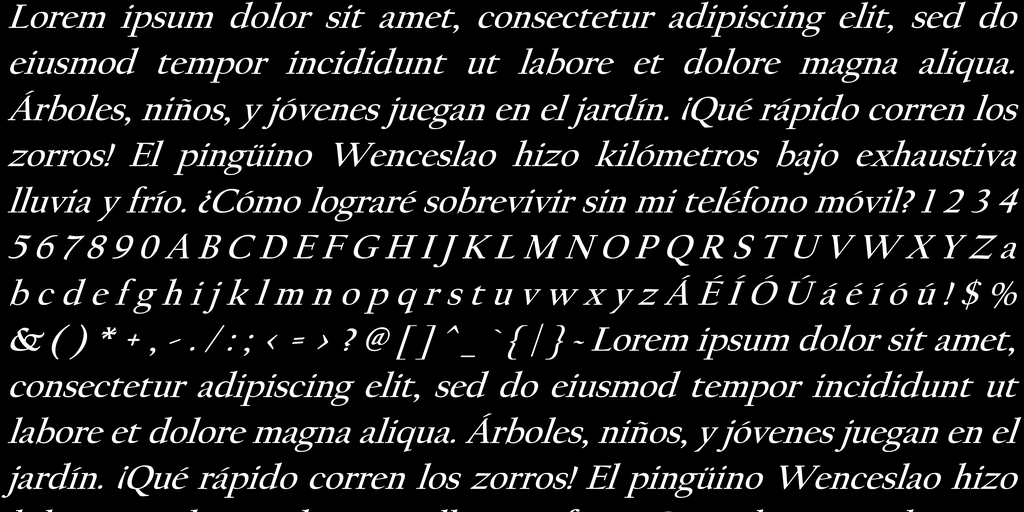 Lorem ipsum dolor sit amet, consectetur adipiscing elit, sed do
eiusmod tempor incididunt ut labore et dolore magna aliqua.
Árboles, niños, y jóvenes juegan en el jardín. ¡Qué rápido corren los
zorros! El pingüino Wenceslao hizo kilómetros bajo exhaustiva
lluvia y frío. ¿Cómo lograré sobrevivir sin mi teléfono móvil? 1 2 3 4
5 6 7 8 9 0 A B C D E F G H I J K L M N O P Q R S T U V W X Y Z a
b c d e f g h i j k l m n o p q r s t u v w x y z Á É Í Ó Ú á é í ó ú ! $ %
& ( ) * + , - . / : ; < = > ? @ [ ] ^ _ ` { | } ~ Lorem ipsum dolor sit amet,
consectetur adipiscing elit, sed do eiusmod tempor incididunt ut
labore et dolore magna aliqua. Árboles, niños, y jóvenes juegan en el
jardín. ¡Qué rápido corren los zorros! El pingüino Wenceslao hizo